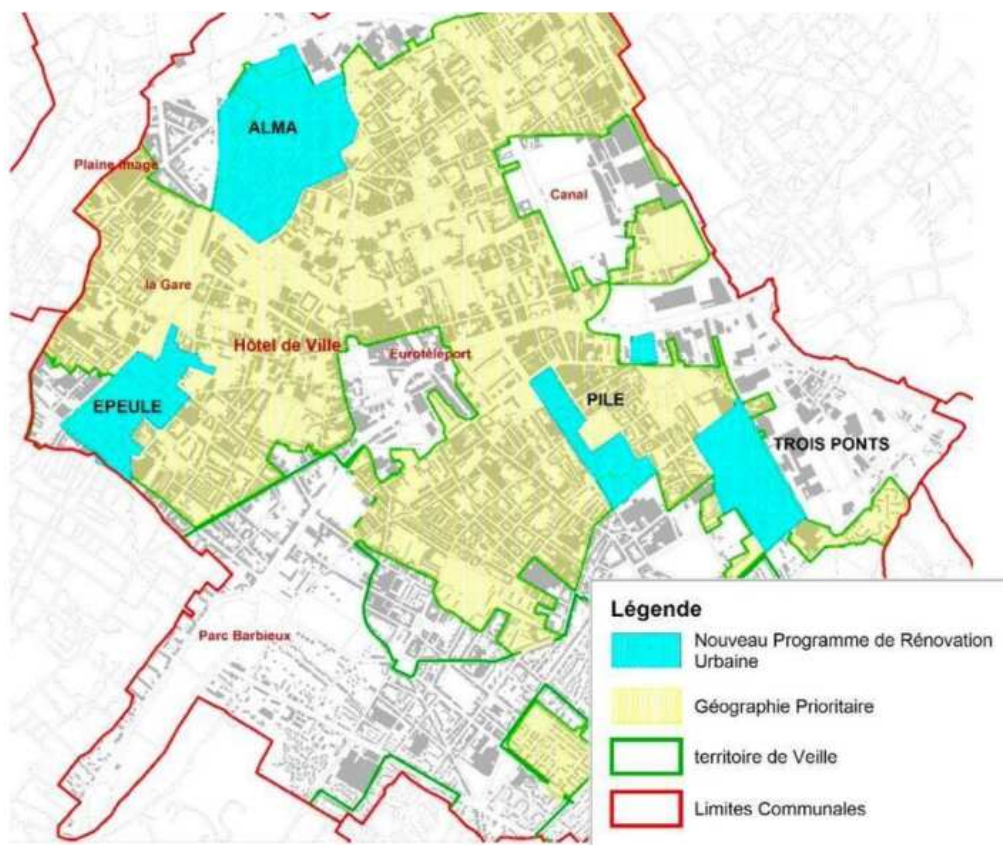 ALMA
Plaine Image
Canal
la Gare
Hôtel de Ville
Eurotéléport
EPEULE
PILE
TROIS PONTS
Parc Barbieux
Légende
Nouveau Programme de Rénovation
Urbaine
Géographie Prioritaire
territoire de Veille
Limites Communales